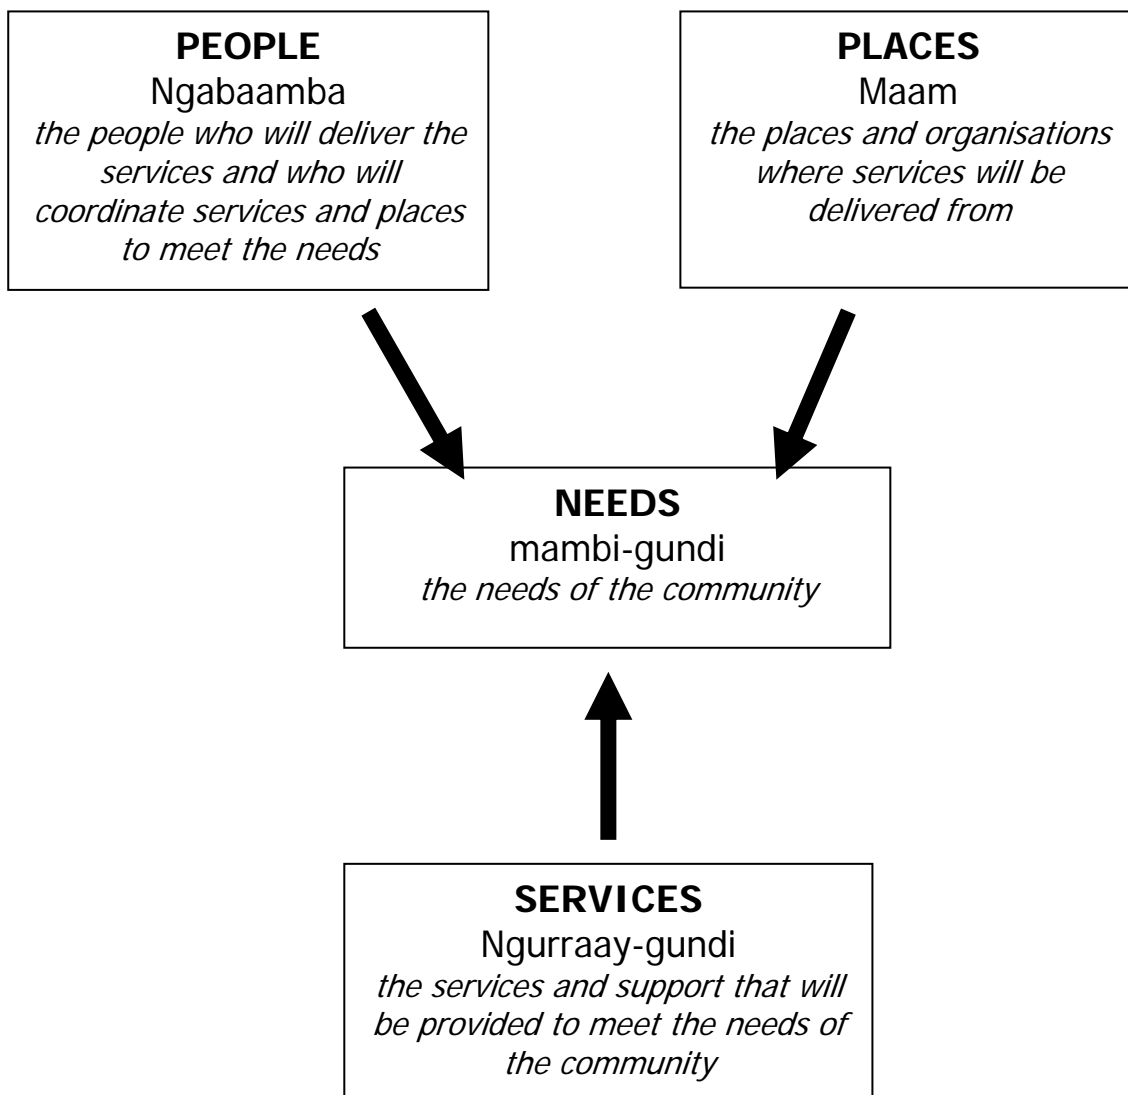 PEOPLE
Ngabaamba
the people who will deliver the
services and who will
coordinate services and places
to meet the needs
PLACES
Maam
the places and organisations
where services will be
delivered from
NEEDS
mambi-gundi
the needs of the community
SERVICES
Ngurraay-gundi
the services and support that will
be provided to meet the needs of
the community